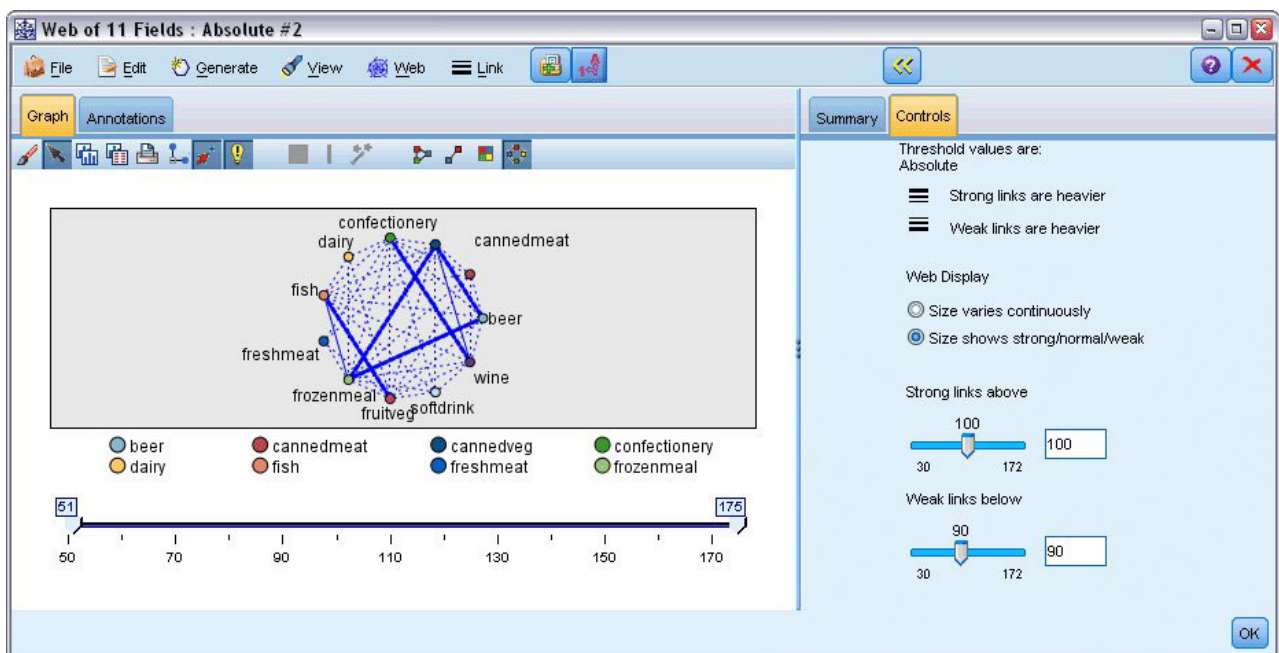 Web of 11 Fields : Absolute #2
File Edit Generate View Web Link
Graph Annotations
Summary Controls
Threshold values are:
Absolute
Strong links are heavier
Weak links are heavier
Web Display
Size varies continuously
Size shows strong/normal/weak
Strong links above
100
100
30 172
Weak links below
90
90
30 172
confectionery
dairy
cannedmeat
fish
beer
freshmeat
wine
frozenmeal
softdrink
fruitveg
beer cannedmeat cannedveg confectionery
dairy fish freshmeat frozenmeal
51 175
50 70 90 110 130 150 170
OK